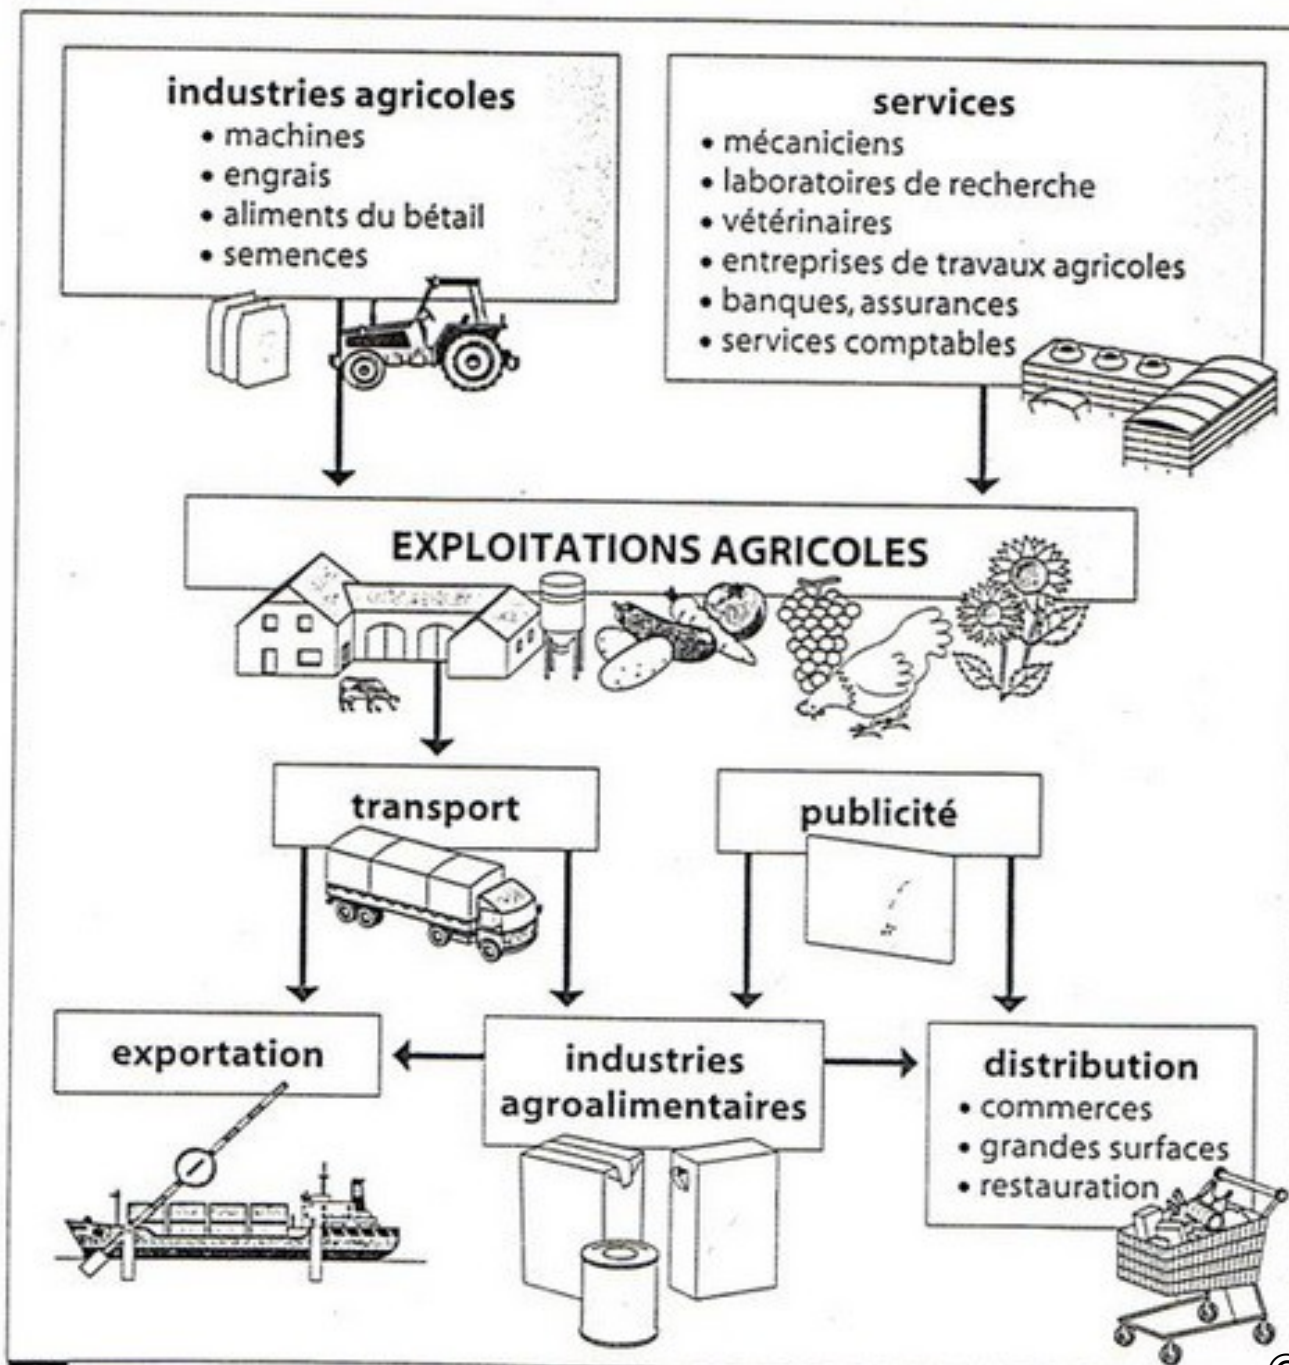 industries agricoles
• machines
• engrais
• aliments du bétail
• semences
services
• mécaniciens
• laboratoires de recherche
• vétérinaires
• entreprises de travaux agricoles
• banques, assurances
• services comptables
EXPLOITATIONS AGRICOLES
transport
publicité
exportation
industries
agroalimentaires
distribution
• commerces
• grandes surfaces
• restauration